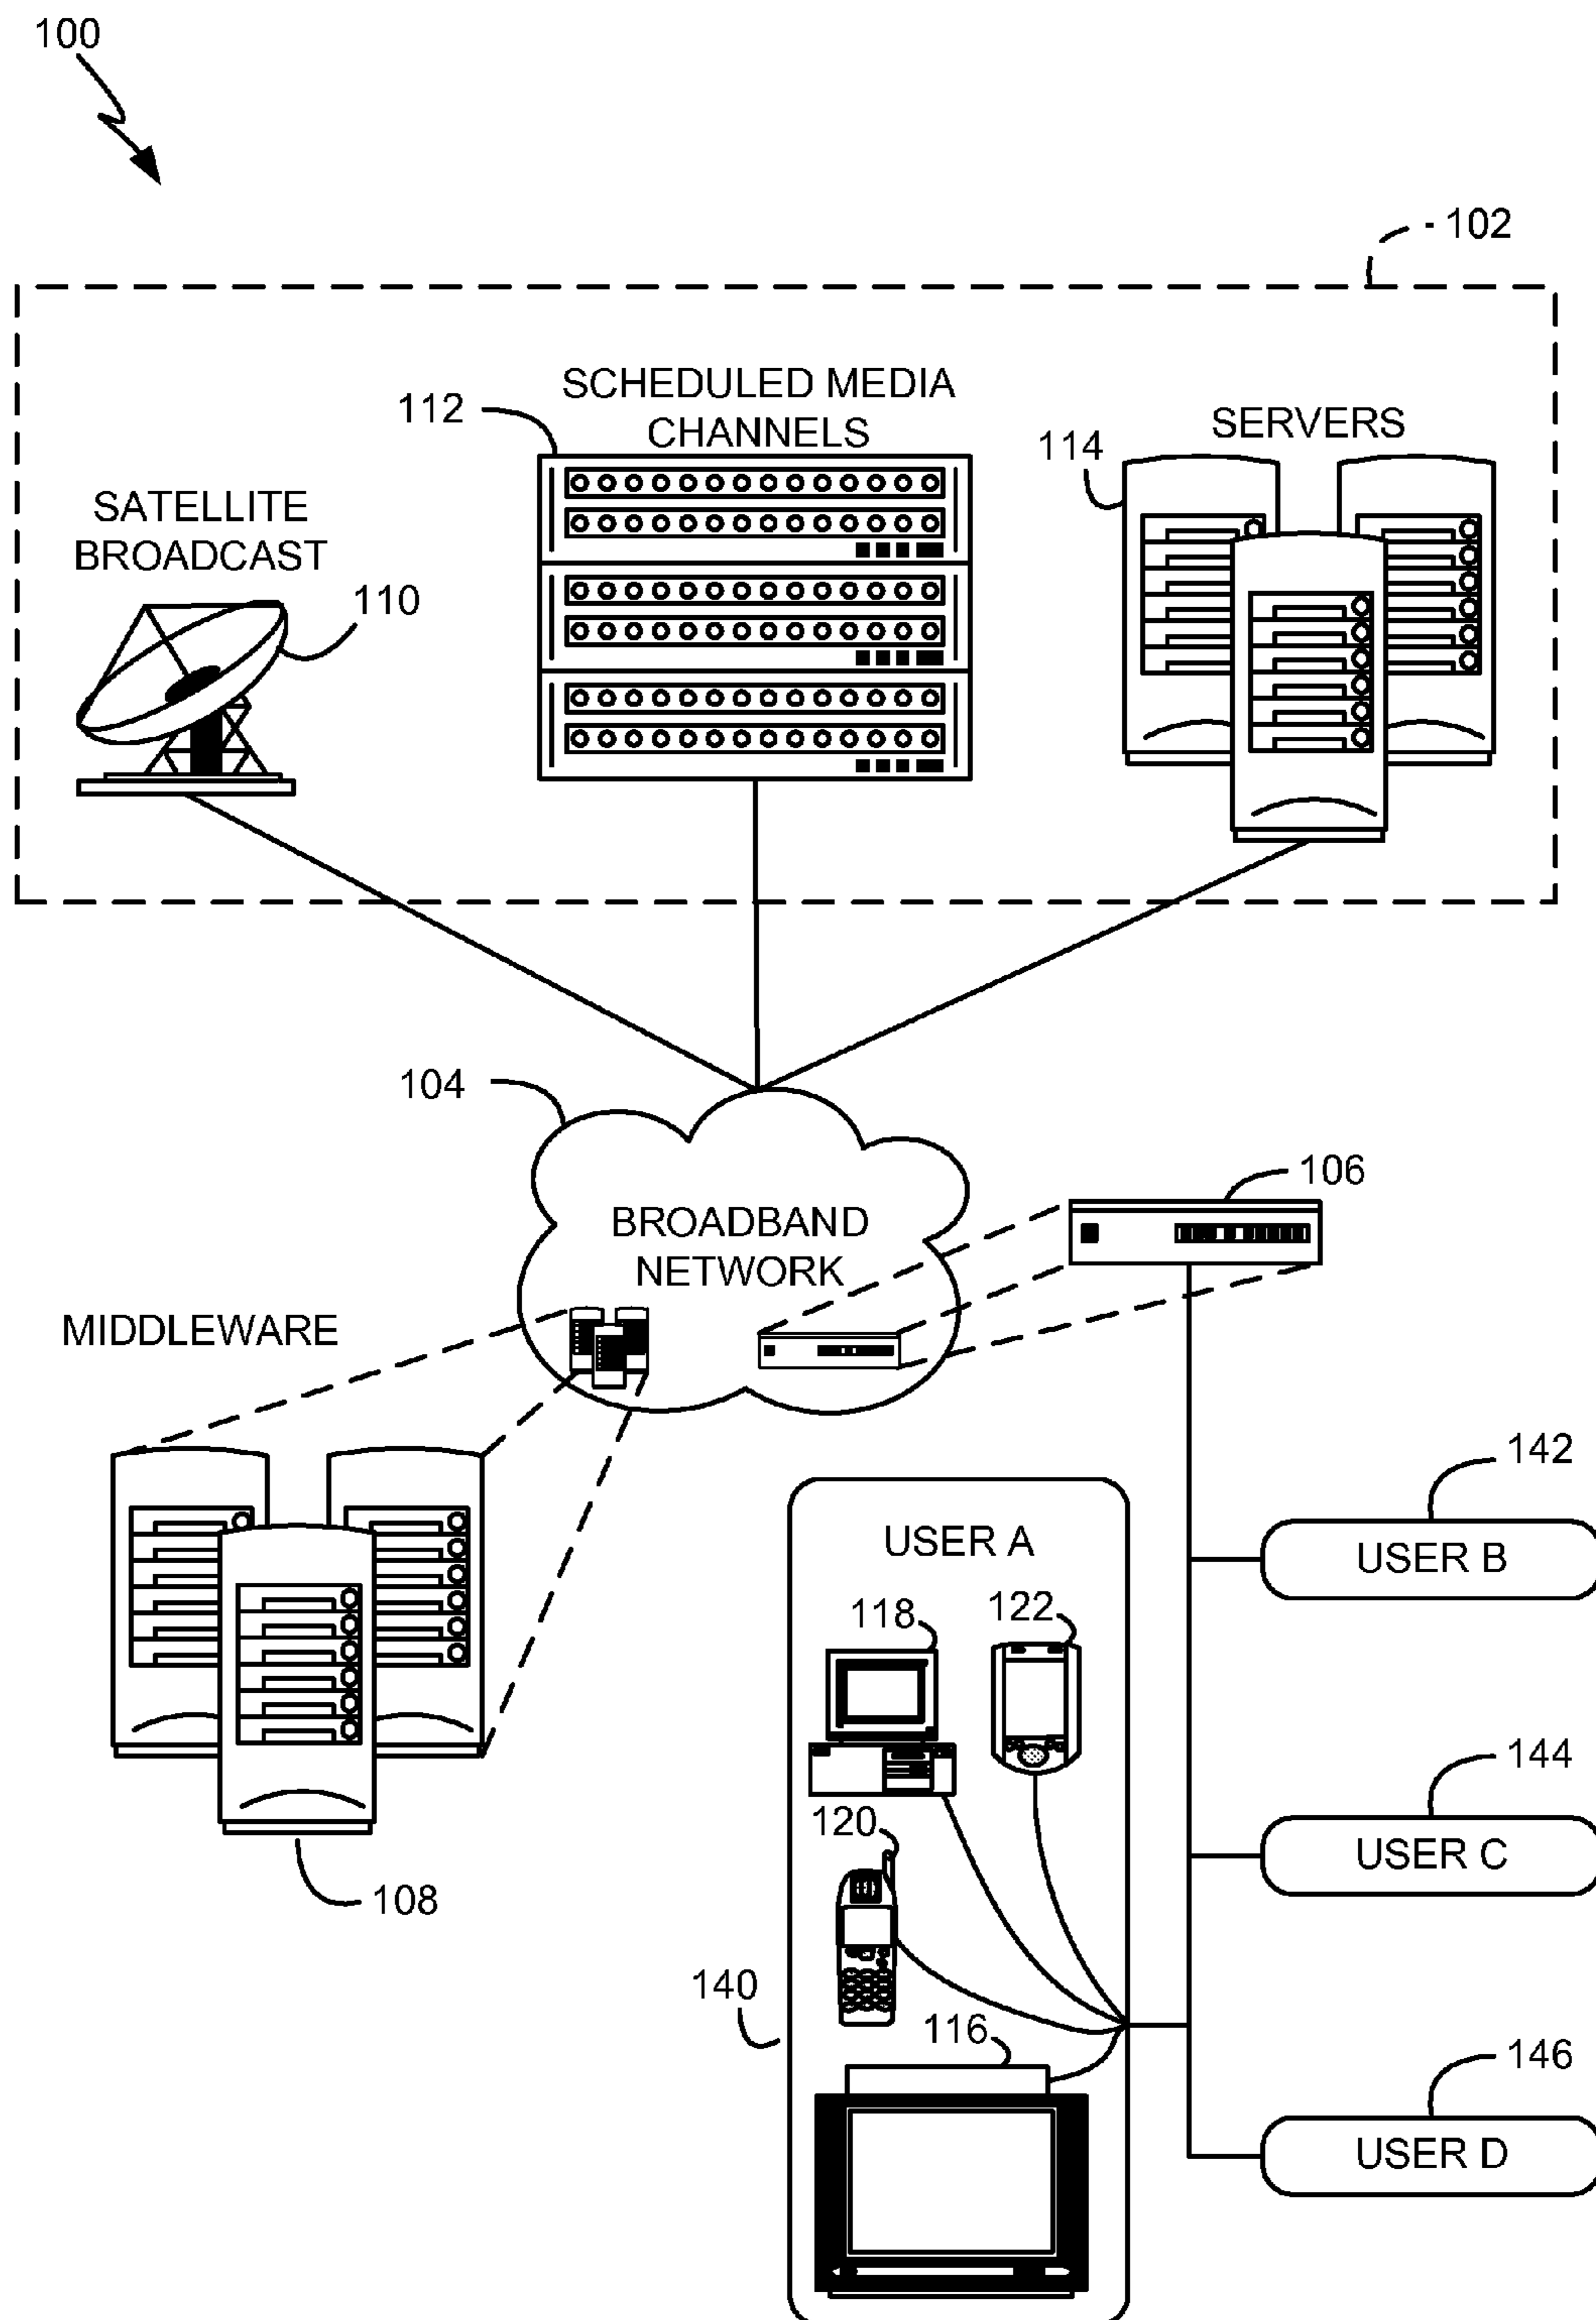 100
102
SCHEDULED MEDIA
CHANNELS
112
SERVERS
114
SATELLITE
BROADCAST
110
104
106
BROADBAND
NETWORK
MIDDLEWARE
142
USER A
USER B
118
122
144
120
USER C
108
140
116
146
USER D